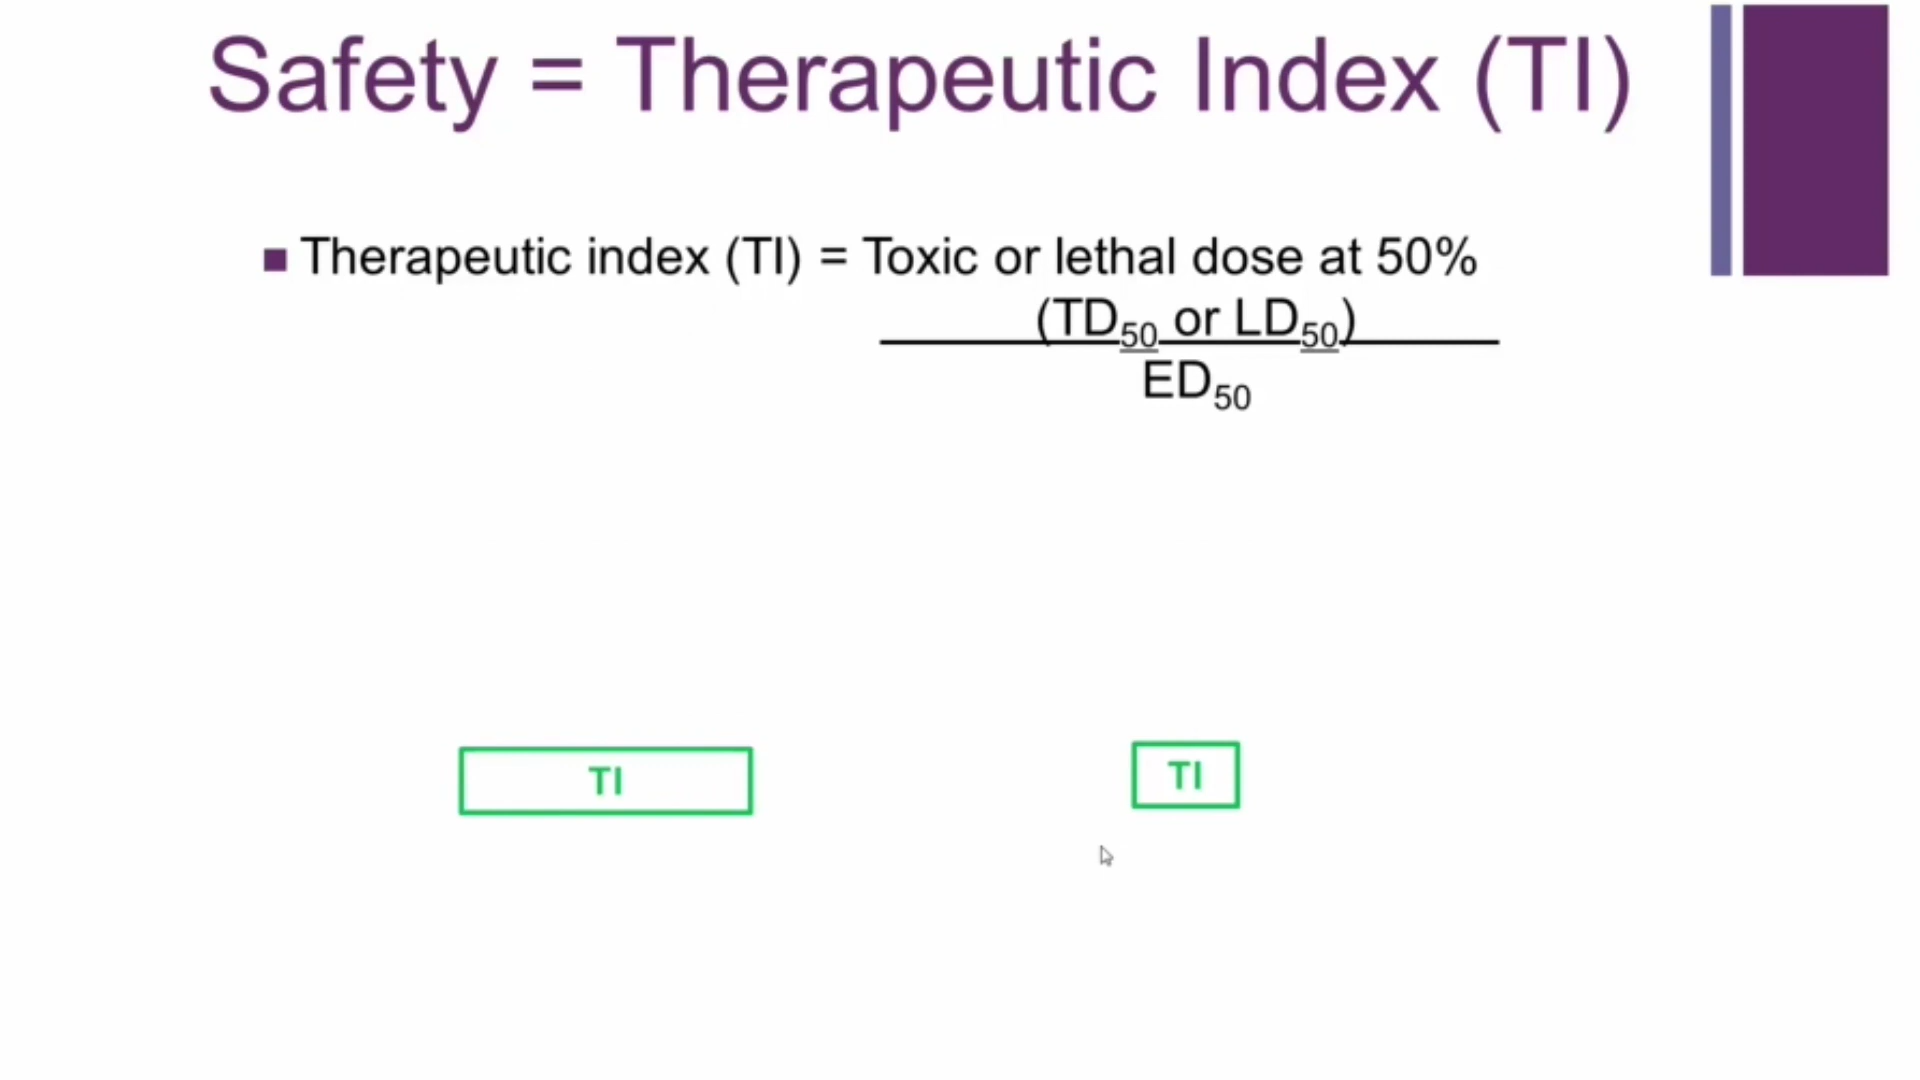 Safety = Therapeutic Index (TI)
Therapeutic index (TI) = Toxic or lethal dose at 50%
(TD50 or LD50)
ED50
TI
TI